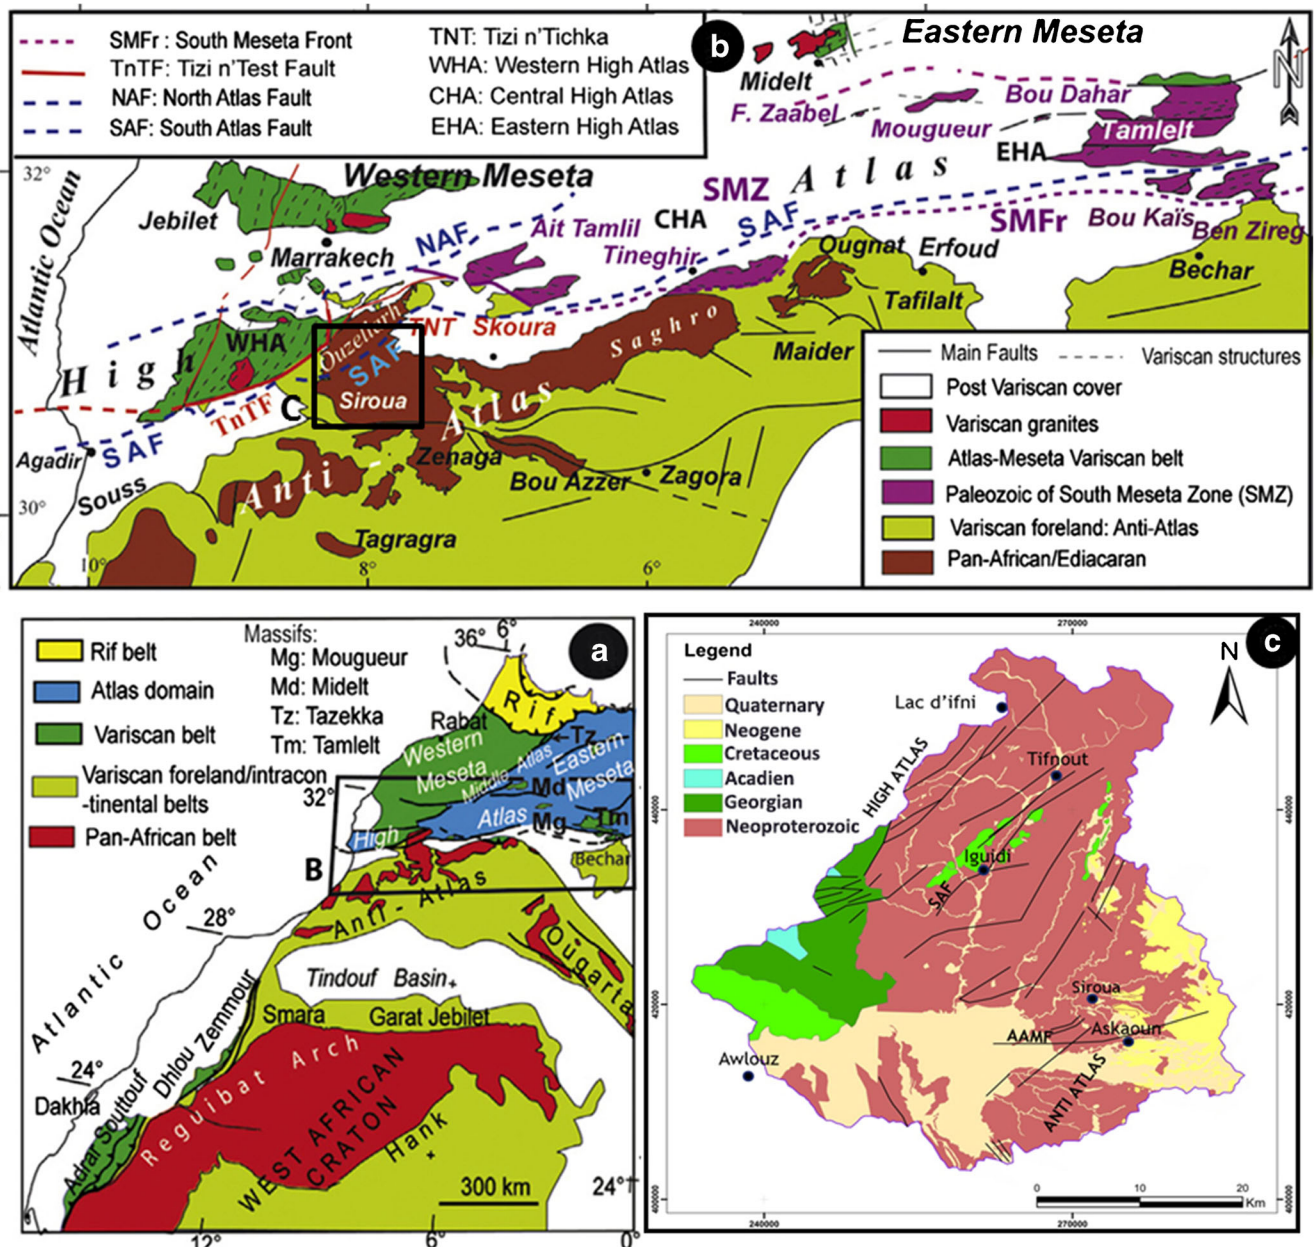 SMFr : South Meseta Front
TnTF: Tizi n'Test Fault
NAF: North Atlas Fault
SAF: South Atlas Fault
TNT: Tizi n'Tichka
WHA: Western High Atlas
CHA: Central High Atlas
EHA: Eastern High Atlas
b
Eastern Meseta
N
Midelt
F. Zaabel
Bou Dahar
Mougueur
Tamlelt
EHA
32°
Western Meseta
Atlas
SMZ
Jebilet
Atlantic Ocean
NAF
Ait Tamlil
CHA
SAF
SMFr
Bou Kaïs
Ben Zireg
Marrakech
Tineghir
Ougnat
Erfoud
Bechar
Tafilalt
WHA
High
Ouzellarh
TNT
Skoura
Saghro
Maider
SAF
Siroua
C
TnTF
Atlas
SAF
Agadir
Souss
Zenaga
Bou Azzer
Zagora
Anti -
30°
Tagragra
10°
8°
6°
Main Faults
Variscan structures
Post Variscan cover
Variscan granites
Atlas-Meseta Variscan belt
Paleozoic of South Meseta Zone (SMZ)
Variscan foreland: Anti-Atlas
Pan-African/Ediacaran
a
Rif belt
Atlas domain
Variscan belt
Variscan foreland/intracon
-tinental belts
Pan-African belt
Massifs:
Mg: Mougueur
Md: Midelt
Tz: Tazekka
Tm: Tamlelt
36°
6°
Rif
Rabat
Tz
Western
Meseta
Middle Atlas
Eastern
Meseta
32°
Md
Atlas
Mg
Tm
High
Bechar
B
Anti - Atlas
Ougarta
Atlantic
Ocean
28°
Tindouf Basin
Smara
Garat Jebilet
Zemmour
Dhlou
Reguibat Arch
24°
Dakhla
Adrar Souttouf
WEST AFRICAN
CRATON
Hank
300 km
24°
12°
6°
0°
c
240000
270000
Legend
Faults
Quaternary
Neogene
Cretaceous
Acadien
Georgian
Neoproterozoic
N
Lac d'ifni
HIGH ATLAS
Tifnout
Iguidi
SAF
Siroua
AAMF
Askaoun
Awlouz
ANTI ATLAS
440000
440000
420000
420000
400000
400000
0
10
20
Km
240000
270000